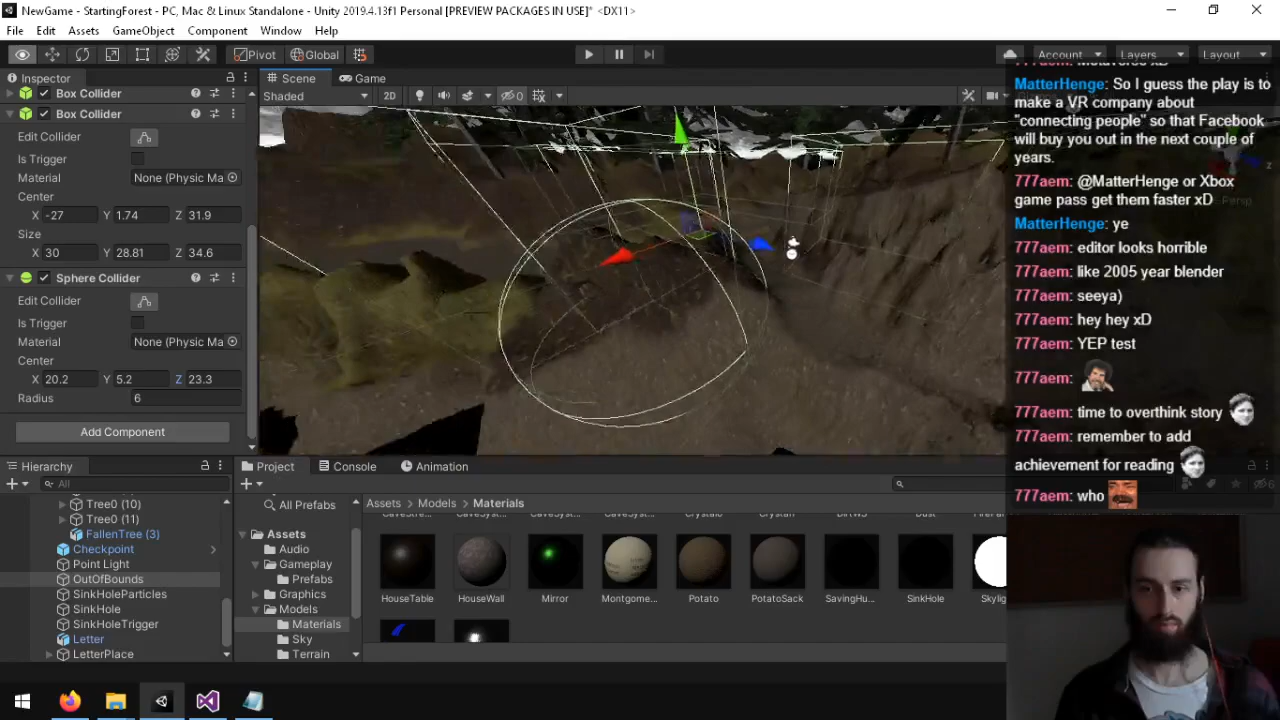 NewGame - StartingForest - PC, Mac & Linux Standalone - Unity 2019.4.13f1 Personal [PREVIEW PACKAGES IN USE]* <DX11>
File Edit Assets GameObject Component Window Help
Pivot Global Account Layers Layout
Inspector
Box Collider
Box Collider
Edit Collider
Is Trigger
Material None (Physic Ma
Center
X -27 Y 1.74 Z 31.9
Size
X 30 Y 28.81 Z 34.6
Sphere Collider
Edit Collider
Is Trigger
Material None (Physic Ma
Center
X 20.2 Y 5.2 Z 23.3
Radius 6
Add Component
Scene Game
Shaded 2D 0
MatterHenge: So I guess the play is to
make a VR company about
"connecting people" so that Facebook
will buy you out in the next couple of
years.
777aem: @MatterHenge or Xbox
game pass get them faster xD
MatterHenge: ye
777aem: editor looks horrible
777aem: like 2005 year blender
777aem: seeya)
777aem: hey hey xD
777aem: YEP test
777aem:
777aem: time to overthink story
777aem: remember to add
achievement for reading
777aem: who
Hierarchy
All
Tree0 (10)
Tree0 (11)
FallenTree (3)
Checkpoint
Point Light
OutOfBounds
SinkHoleParticles
SinkHole
SinkHoleTrigger
Letter
LetterPlace
Project Console Animation
All Prefabs
Assets
Audio
Gameplay
Prefabs
Graphics
Models
Materials
Sky
Terrain
Assets > Models > Materials
HouseTable HouseWall Mirror Montgome... Potato PotatoSack SavingHu... SinkHole